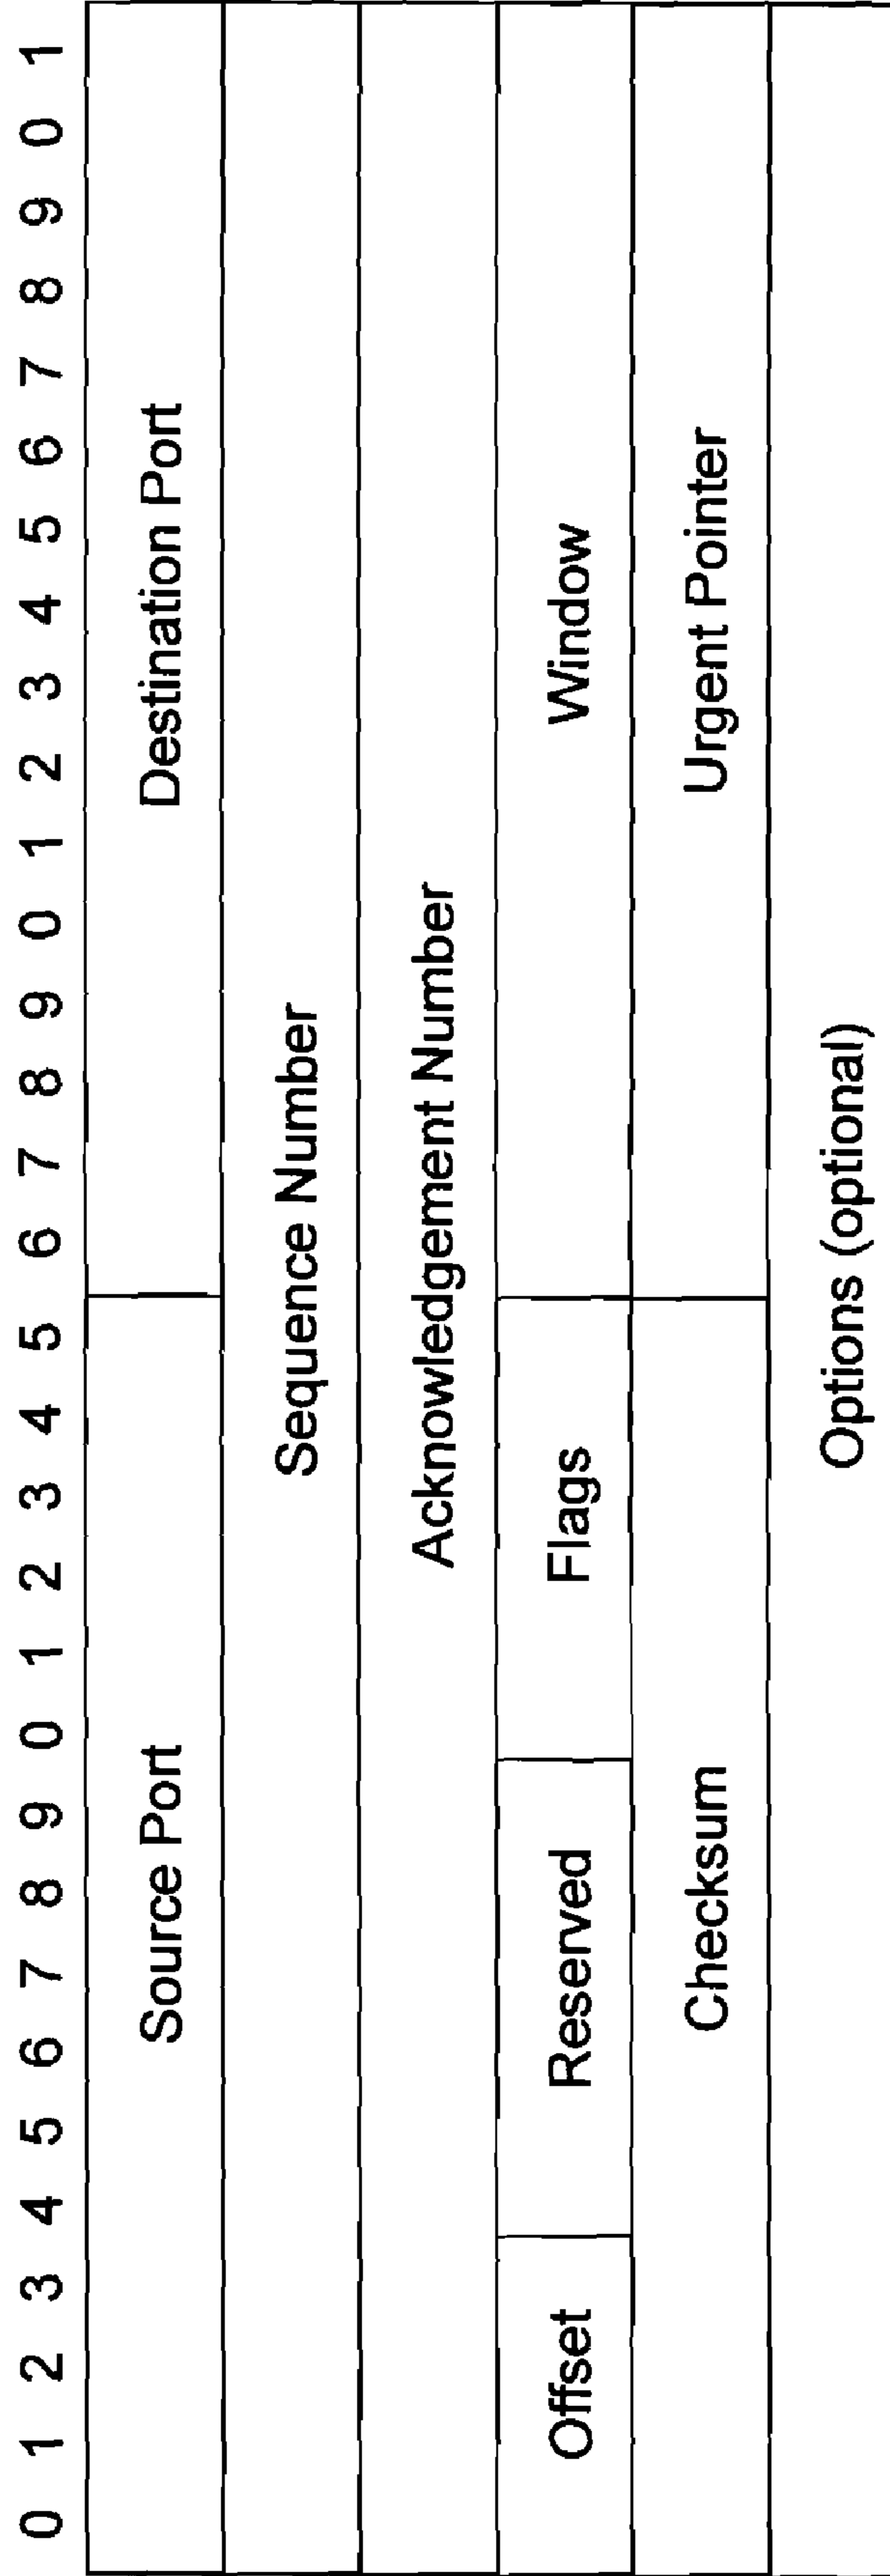 0 1 2 3 4 5 6 7 8 9 0 1 2 3 4 5 6 7 8 9 0 1 2 3 4 5 6 7 8 9 0 1
Source Port Destination Port
Sequence Number
Acknowledgement Number
Offset Reserved Flags Window
Checksum Urgent Pointer
Options (optional)